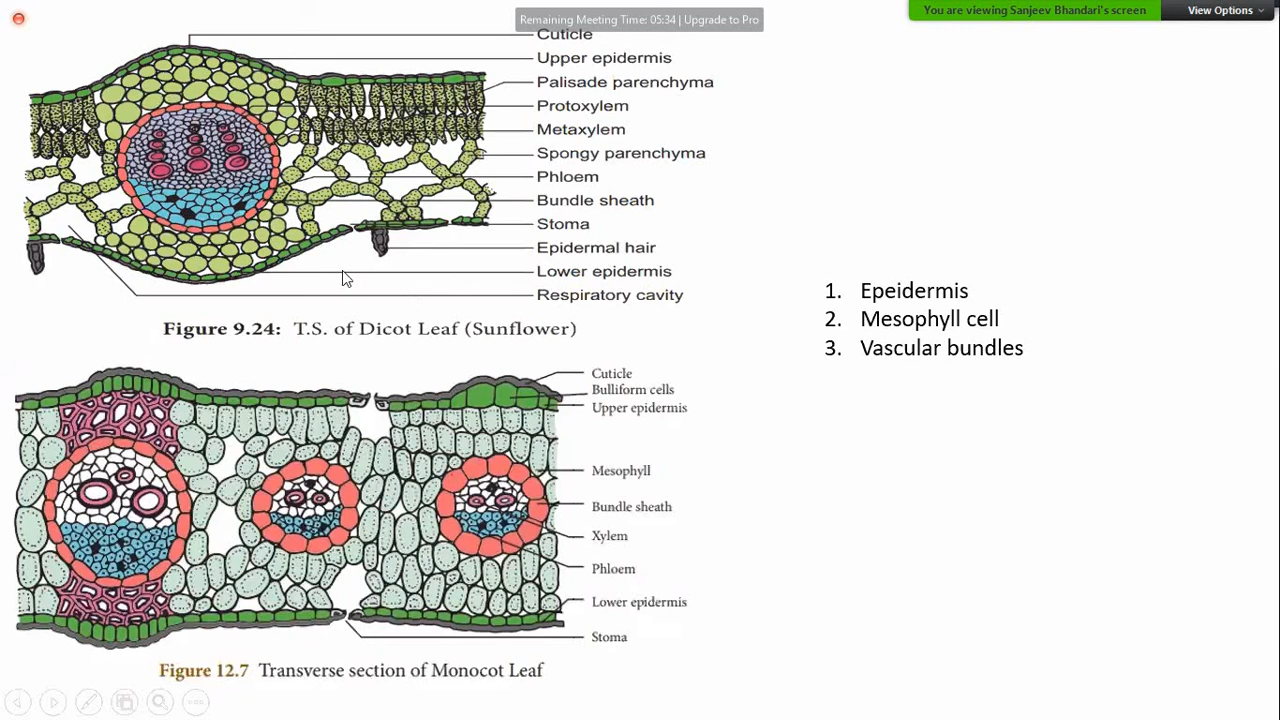 Remaining Meeting Time: 05:34 | Upgrade to Pro
You are viewing Sanjeev Bhandari's screen
View Options
Cuticle
Upper epidermis
Palisade parenchyma
Protoxylem
Metaxylem
Spongy parenchyma
Phloem
Bundle sheath
Stoma
Epidermal hair
Lower epidermis
Respiratory cavity
Figure 9.24: T.S. of Dicot Leaf (Sunflower)
1. Epeidermis
2. Mesophyll cell
3. Vascular bundles
Cuticle
Bulliform cells
Upper epidermis
Mesophyll
Bundle sheath
Xylem
Phloem
Lower epidermis
Stoma
Figure 12.7 Transverse section of Monocot Leaf